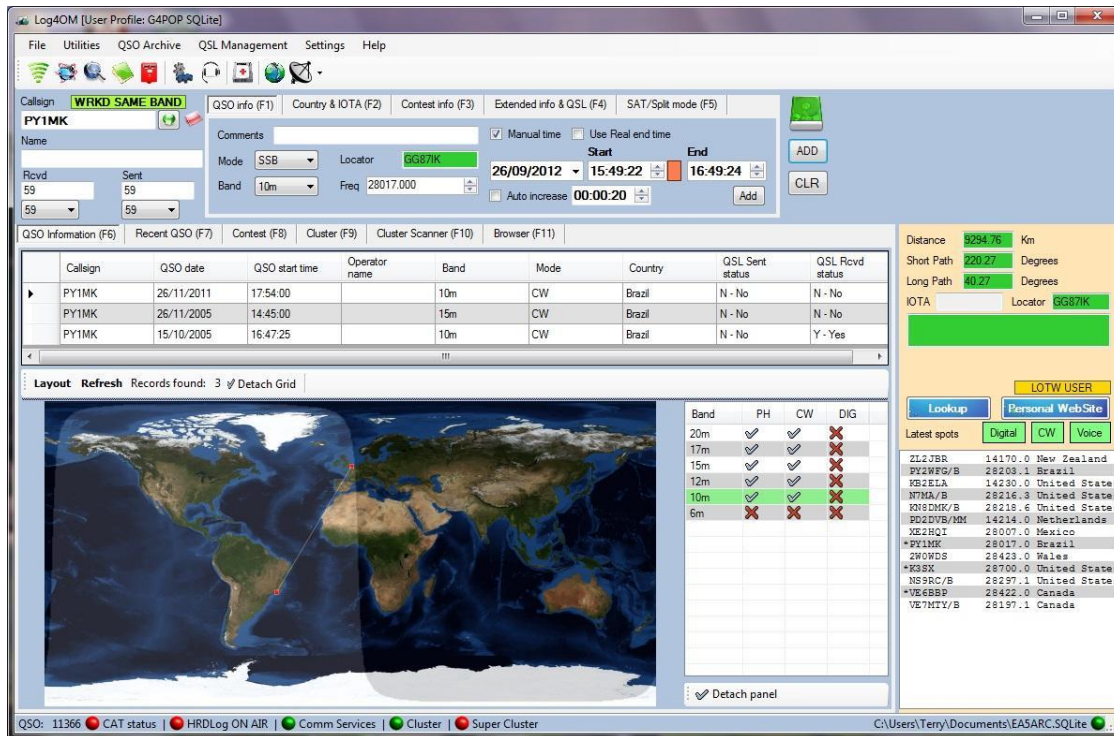 Log4OM [User Profile: G4POP SQLite]
File Utilities QSO Archive QSL Management Settings Help
Callsign WRKD SAME BAND
PY1MK
Name
Rcvd Sent
59 59
59 59
QSO info (F1) Country & IOTA (F2) Contest info (F3) Extended info & QSL (F4) SAT/Split mode (F5)
Comments
Mode SSB Locator GG87IK
Band 10m Freq 28017.000
Manual time Use Real end time
Start End
26/09/2012 15:49:22 16:49:24
Auto increase 00:00:20 Add
ADD
CLR
QSO Information (F6) Recent QSO (F7) Contest (F8) Cluster (F9) Cluster Scanner (F10) Browser (F11)
Callsign QSO date QSO start time Operator name Band Mode Country QSL Sent status QSL Rcvd status
PY1MK 26/11/2011 17:54:00 10m CW Brazil N - No N - No
PY1MK 26/11/2005 14:45:00 15m CW Brazil N - No N - No
PY1MK 15/10/2005 16:47:25 10m CW Brazil N - No Y - Yes
Layout Refresh Records found: 3 Detach Grid
Band PH CW DIG
20m
17m
15m
12m
10m
6m
Detach panel
Distance 9294.76 Km
Short Path 220.27 Degrees
Long Path 40.27 Degrees
IOTA Locator GG87IK
LOTW USER
Lookup Personal WebSite
Latest spots Digital CW Voice
ZL2JBR 14170.0 New Zealand
PY2WFG/B 28203.1 Brazil
KB2ELA 14230.0 United State
N7MA/B 28216.3 United State
KN8DMK/B 28218.6 United State
PD2DVB/MM 14214.0 Netherlands
XE2HQI 28007.0 Mexico
*PY1MK 28017.0 Brazil
2W0WDS 28423.0 Wales
*K3SX 28700.0 United State
NS9RC/B 28297.1 United State
*VE6BBP 28422.0 Canada
VE7MTY/B 28197.1 Canada
QSO: 11366 CAT status | HRDLog ON AIR | Comm Services | Cluster | Super Cluster
C:\Users\Terry\Documents\EA5ARC.SQLite